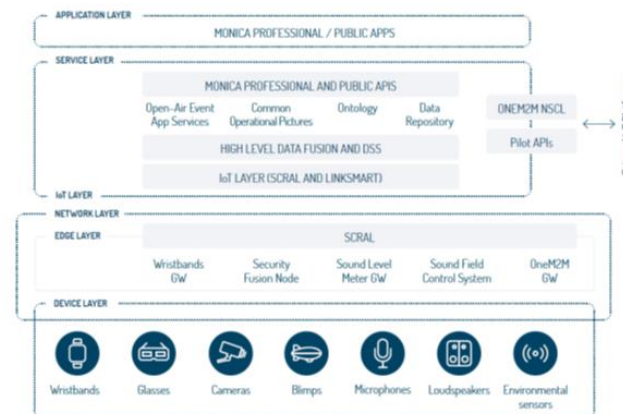 APPLICATION LAYER
MONICA PROFESSIONAL / PUBLIC APPS
SERVICE LAYER
MONICA PROFESSIONAL AND PUBLIC APIS
Open-Air Event
App Services
Common
Operational Pictures
Ontology
Data
Repository
ONEM2M NSCL
Pilot APIs
HIGH LEVEL DATA FUSION AND DSS
IoT LAYER (SCRAL AND LINKSMART)
IoT LAYER
NETWORK LAYER
EDGE LAYER
SCRAL
Wristbands
GW
Security
Fusion Node
Sound Level
Meter GW
Sound Field
Control System
OneM2M
GW
DEVICE LAYER
Wristbands
Glasses
Cameras
Blimps
Microphones
Loudspeakers
Environmental
sensors